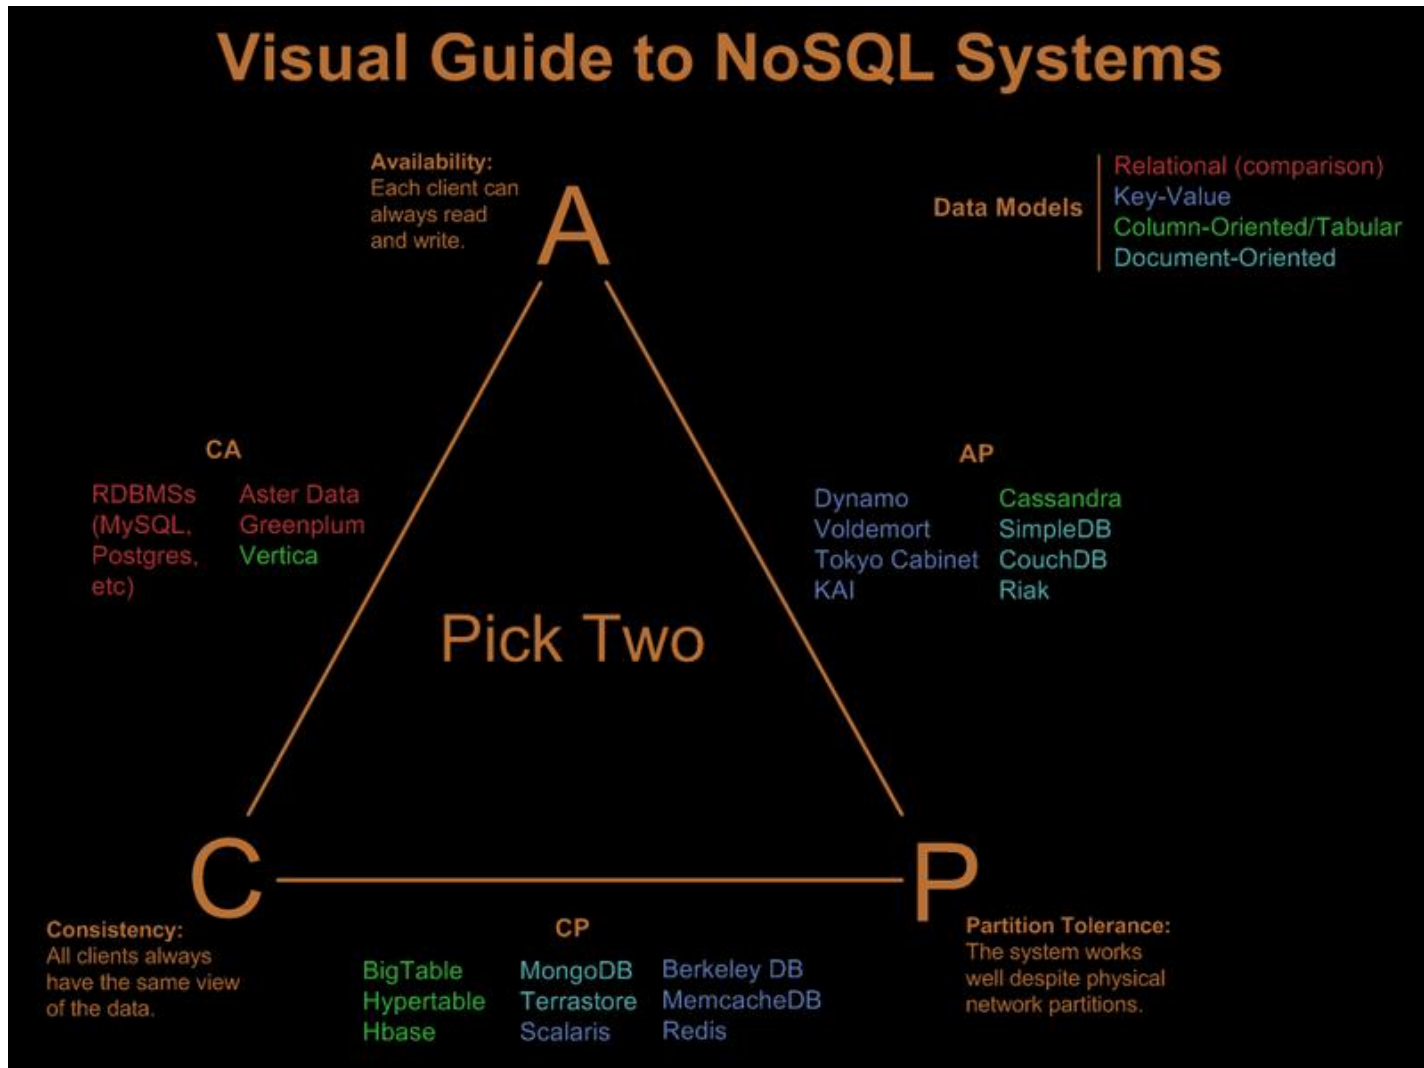 Visual Guide to NoSQL Systems
Availability:
Each client can
always read
and write.
A
Data Models
Relational (comparison)
Key-Value
Column-Oriented/Tabular
Document-Oriented
CA
RDBMSs
(MySQL,
Postgres,
etc)
Aster Data
Greenplum
Vertica
AP
Dynamo
Voldemort
Tokyo Cabinet
KAI
Cassandra
SimpleDB
CouchDB
Riak
Pick Two
C
Consistency:
All clients always
have the same view
of the data.
CP
BigTable
Hypertable
Hbase
MongoDB
Terrastore
Scalaris
Berkeley DB
MemcacheDB
Redis
P
Partition Tolerance:
The system works
well despite physical
network partitions.